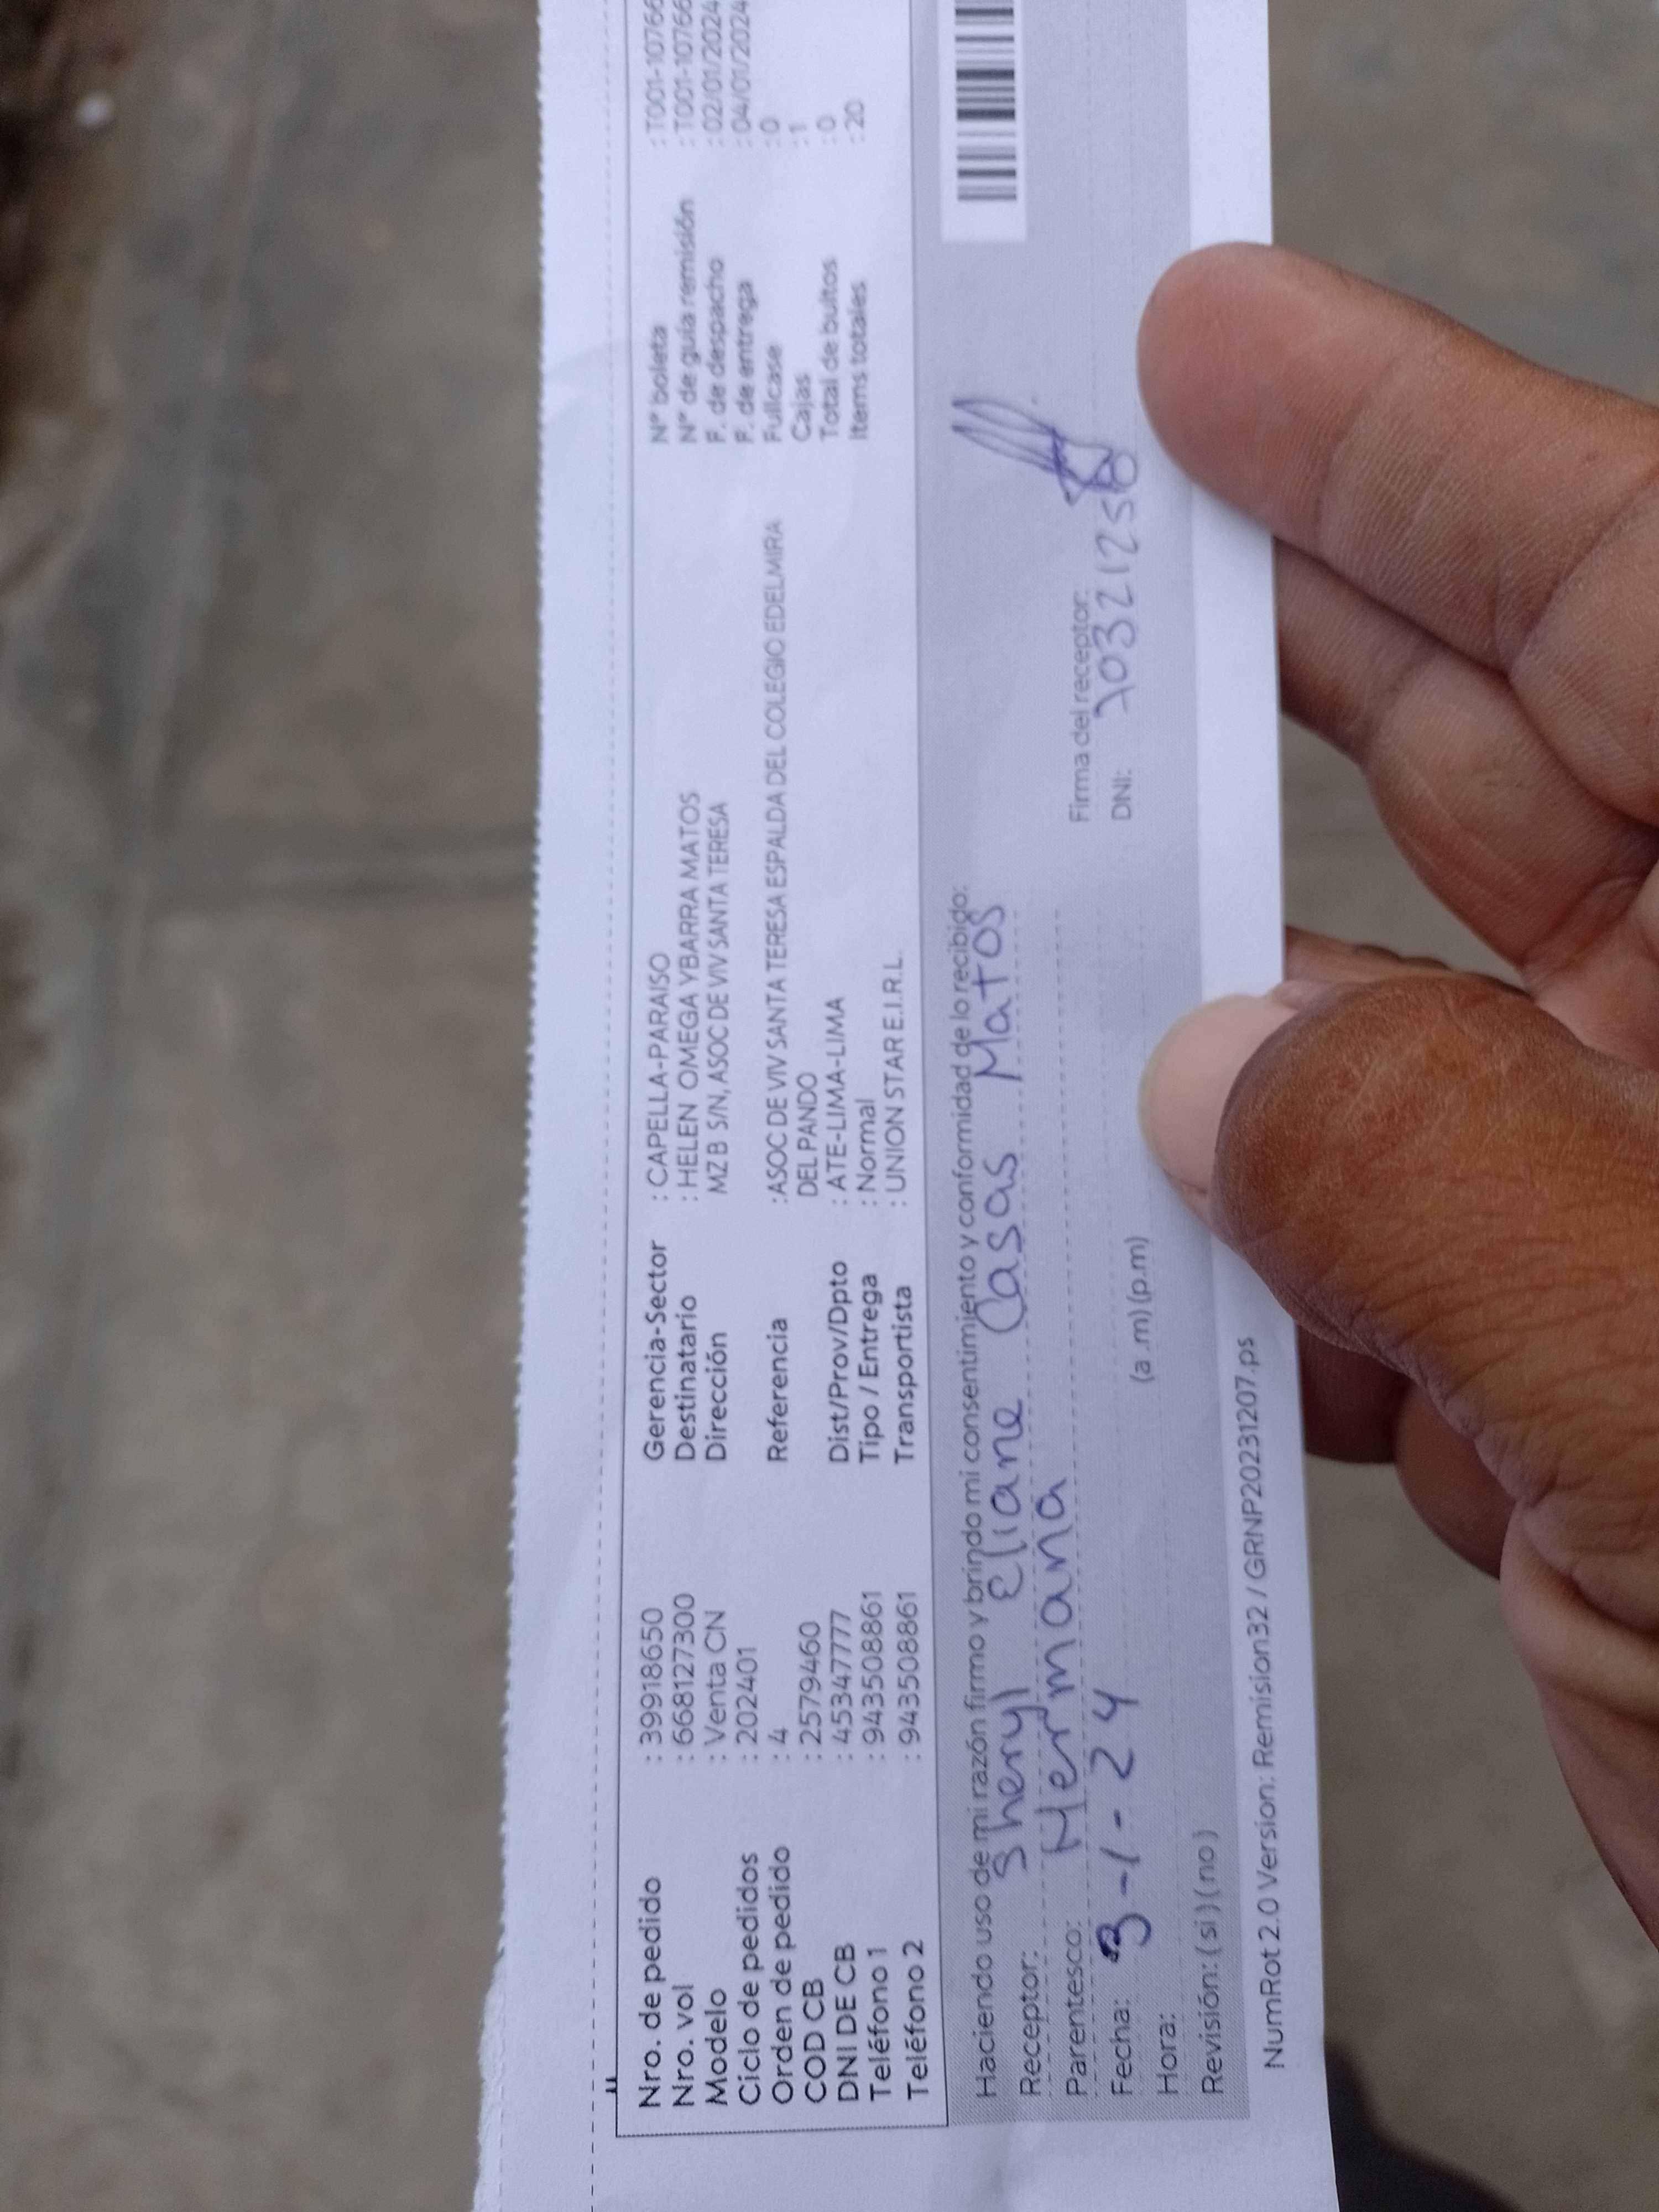 Nro. de pedido : 39918650 Gerencia-Sector : CAPELLA-PARAISO N° boleta : T001-10766
Nro. vol : 668127300 Destinatario : HELEN OMEGA YBARRA MATOS N° de guía remisión : T001-10766
Modelo : Venta CN Dirección MZ B S/N, ASOC DE VIV SANTA TERESA F. de despacho : 02/01/2024
Ciclo de pedidos : 202401 F. de entrega : 04/01/2024
Orden de pedido : 4 Referencia : ASOC DE VIV SANTA TERESA ESPALDA DEL COLEGIO EDELMIRA Fullcase : 0
COD CB : 25794460 DEL PANDO Cajas : 1
DNI DE CB : 45347777 Dist/Prov/Dpto : ATE-LIMA-LIMA Total de bultos : 0
Teléfono 1 : 943508861 Tipo / Entrega : Normal Items totales : 20
Teléfono 2 : 943508861 Transportista : UNION STAR E.I.R.L.
Haciendo uso de mi razón firmo y brindo mi consentimiento y conformidad de lo recibido:
Receptor: Sheryl Eliane Casas Matos
Parentesco: Hermana Firma del receptor:
Fecha: 3-1-24 DNI:
Hora: (a .m) (p.m)
Revisión: ( si ) ( no )
NumRot 2.0 Version: Remision32 / GRNP20231207.ps